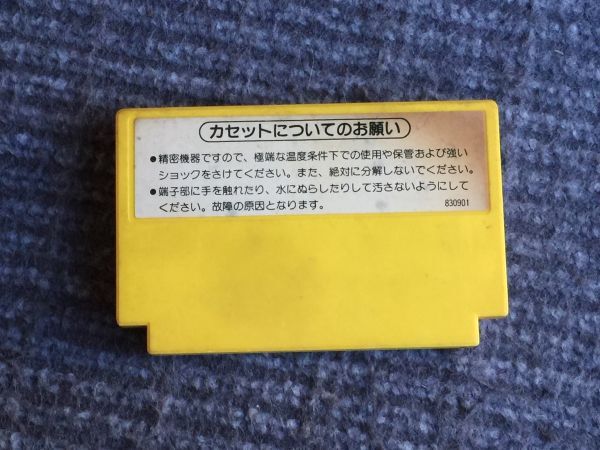 カセットについてのお願い
●精密機器ですので、極端な温度条件下での使用や保管および強い
ショックをさけてください。また、絶対に分解しないでください。
●端子部に手を触れたり、水にぬらしたりして汚さないようにして
ください。故障の原因となります。 830901